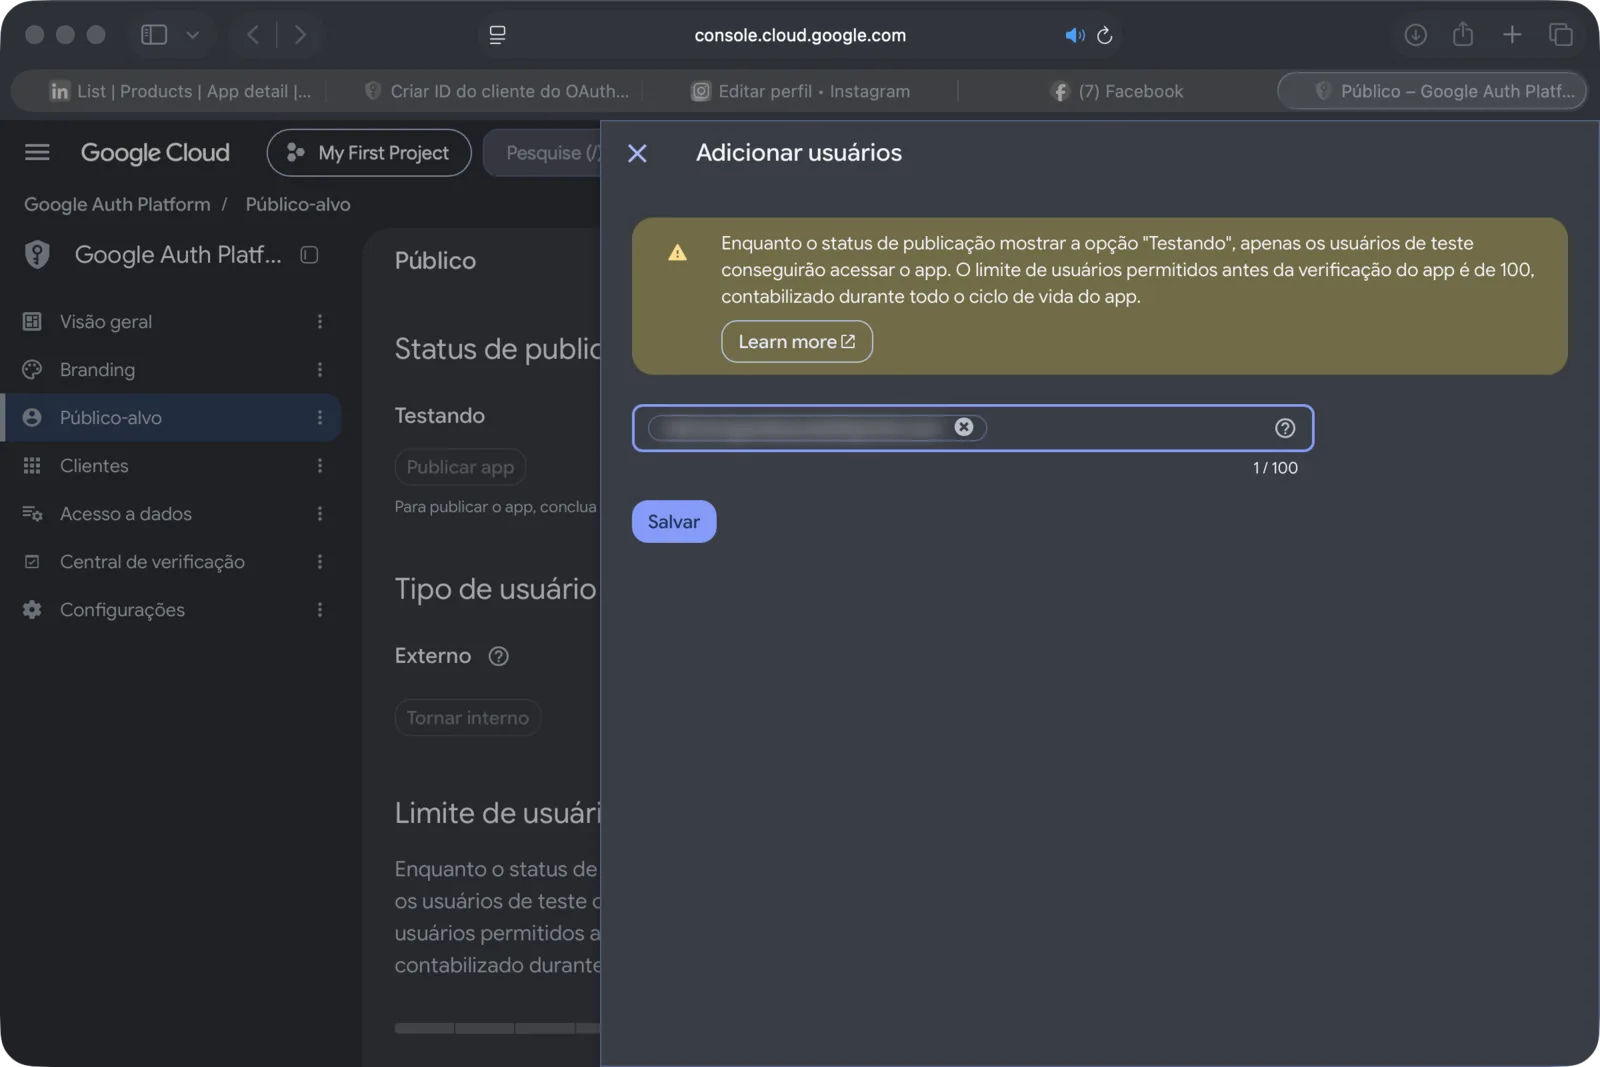 console.cloud.google.com
List | Products | App detail |...
Criar ID do cliente do OAuth...
Editar perfil • Instagram
(7) Facebook
Público – Google Auth Platf...
Google Cloud
My First Project
Pesquise (/)
Google Auth Platform / Público-alvo
Google Auth Platf...
Visão geral
Branding
Público-alvo
Clientes
Acesso a dados
Central de verificação
Configurações
Público
Status de public
Testando
Publicar app
Para publicar o app, conclua
Tipo de usuário
Externo
Tornar interno
Limite de usuári
Enquanto o status de
os usuários de teste c
usuários permitidos a
contabilizado durante
Adicionar usuários
Enquanto o status de publicação mostrar a opção "Testando", apenas os usuários de teste
conseguirão acessar o app. O limite de usuários permitidos antes da verificação do app é de 100,
contabilizado durante todo o ciclo de vida do app.
Learn more
1 / 100
Salvar